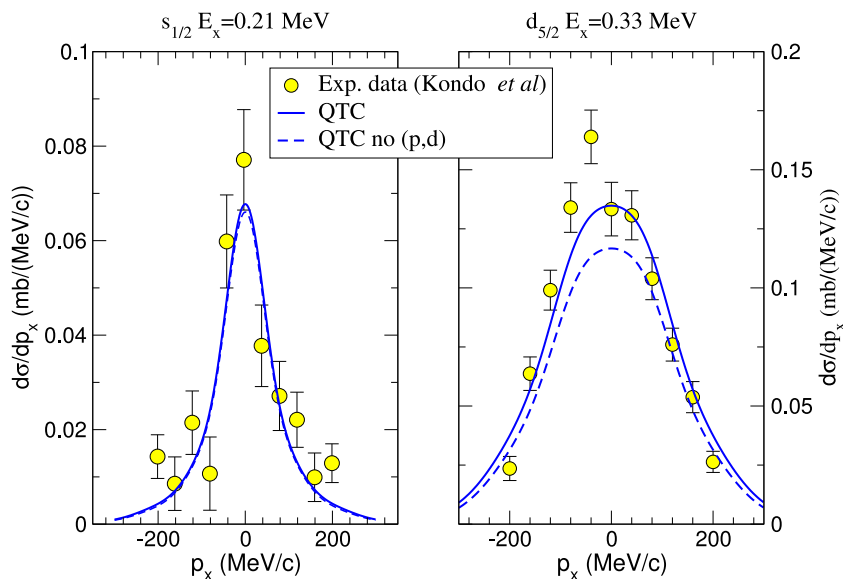 s1/2 Ex=0.21 MeV
d5/2 Ex=0.33 MeV
Exp. data (Kondo et al)
QTC
QTC no (p,d)
0.1
0.08
0.06
0.04
0.02
0
dσ/dpx (mb/(MeV/c))
-200 0 200
px (MeV/c)
0.2
0.15
0.1
0.05
0
dσ/dpx (mb/(MeV/c))
-200 0 200
px (MeV/c)